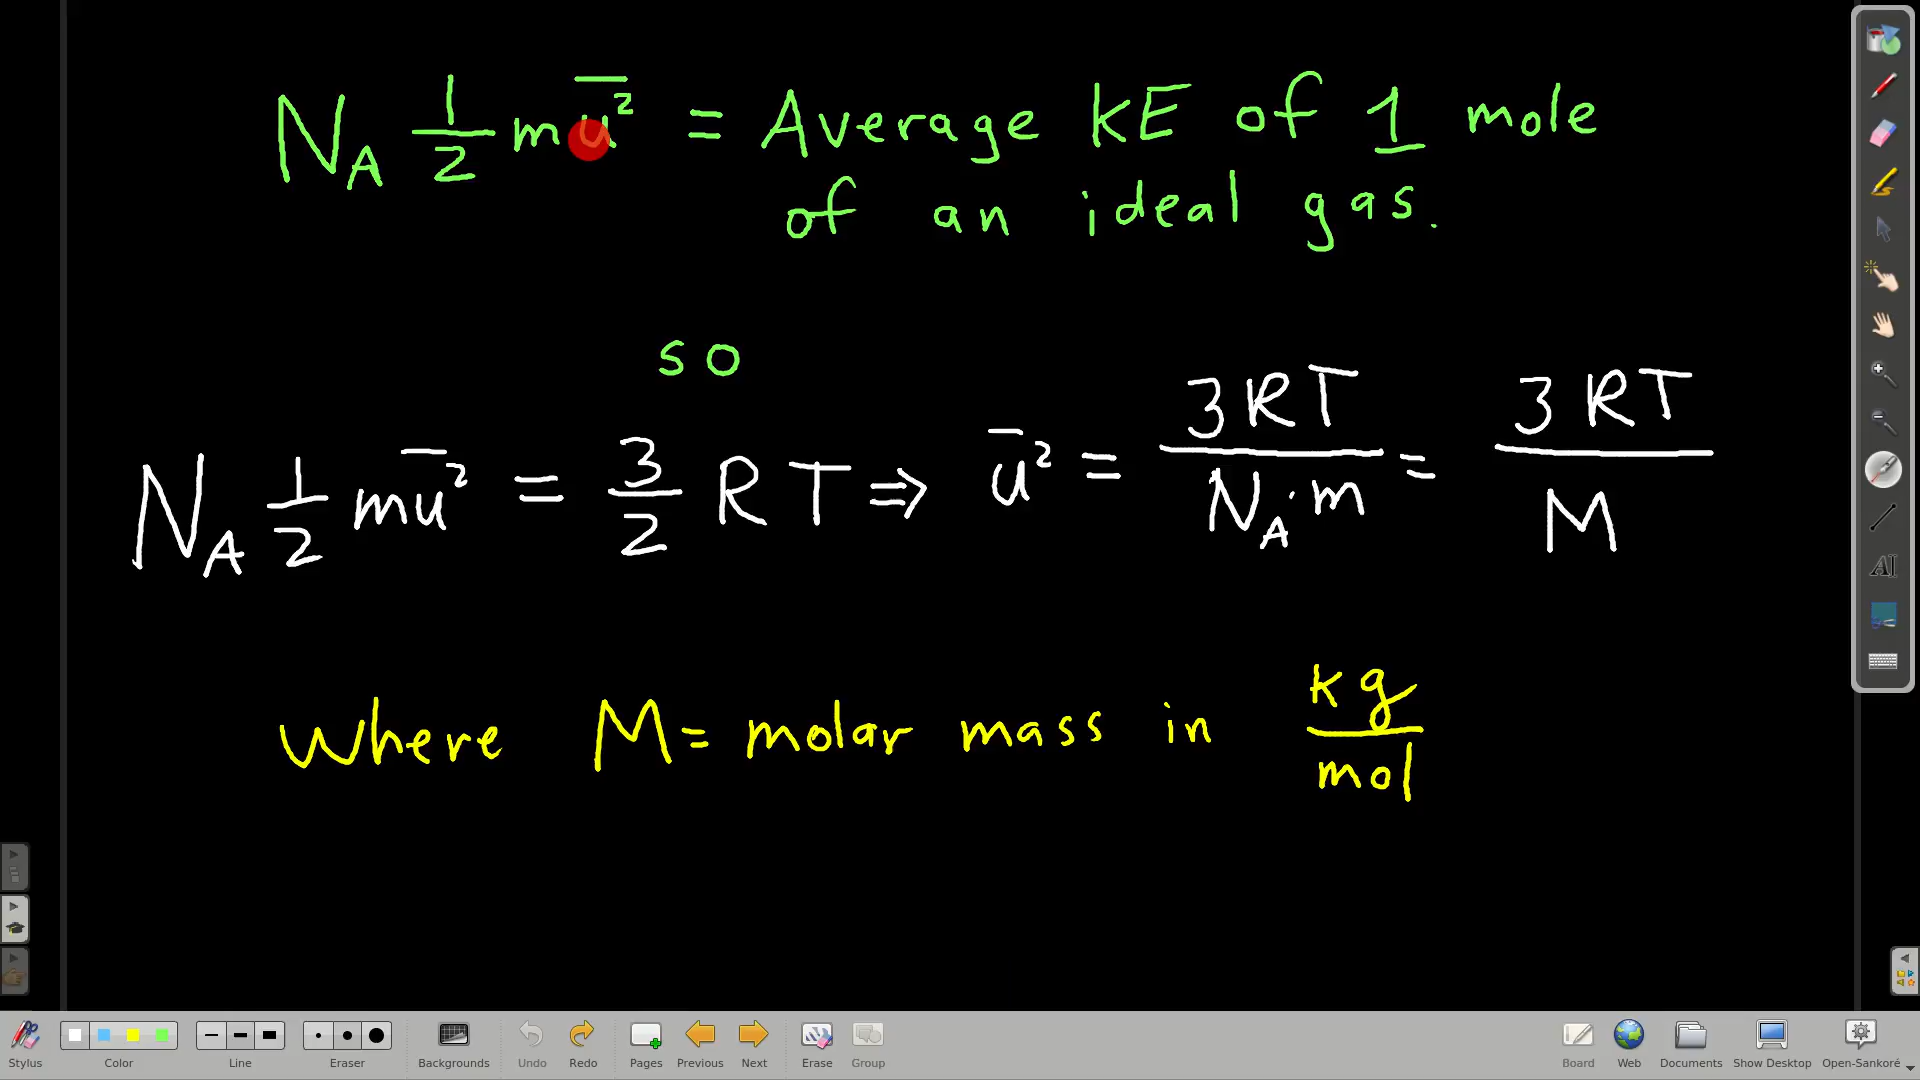 N_A 1/2 m u̅² = Average KE of 1 mole
of an ideal gas.
so
N_A 1/2 m u̅² = 3/2 RT ⇒ u̅² = 3RT/(N_A·m) = 3RT/M
Where M = molar mass in kg/mol
AI
Stylus Color Line Eraser Backgrounds Undo Redo Pages Previous Next Erase Group Board Web Documents Show Desktop Open-Sankoré